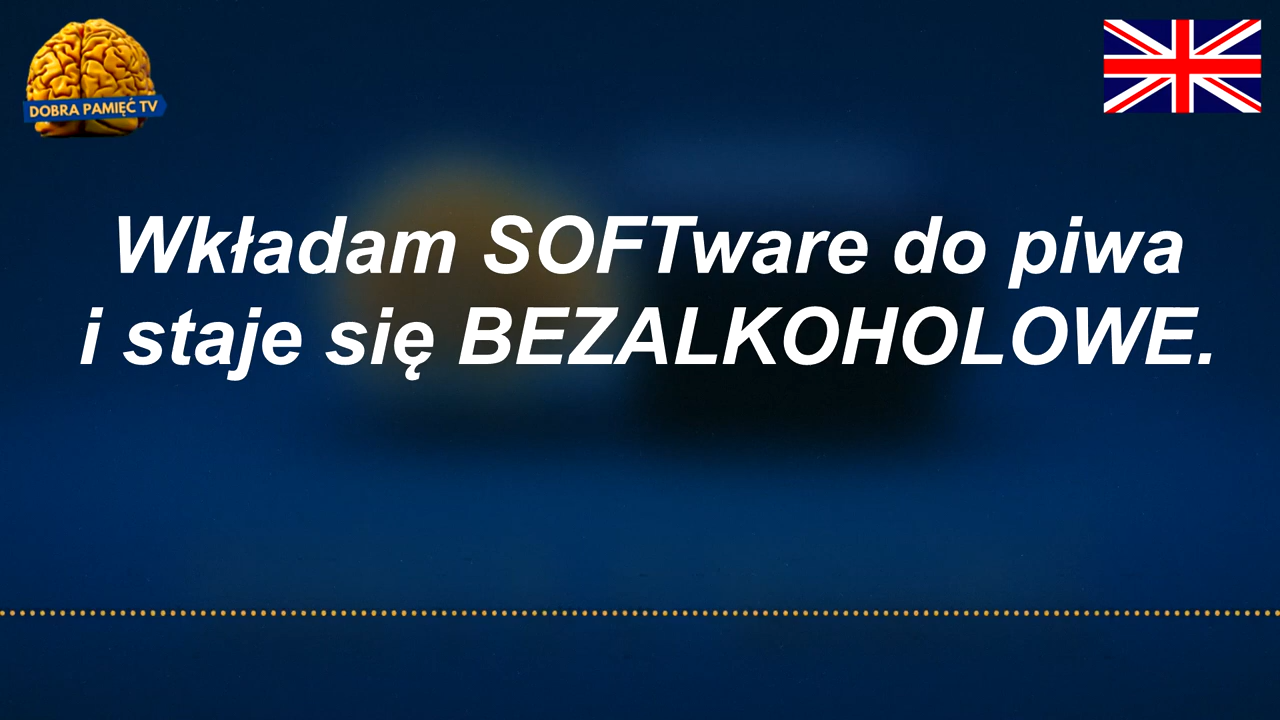 DOBRA PAMIĘĆ TV
Wkładam SOFTware do piwa
i staje się BEZALKOHOLOWE.